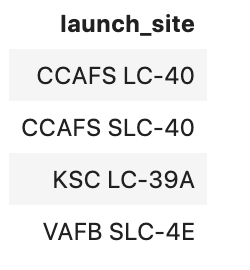 launch_site
CCAFS LC-40
CCAFS SLC-40
KSC LC-39A
VAFB SLC-4E